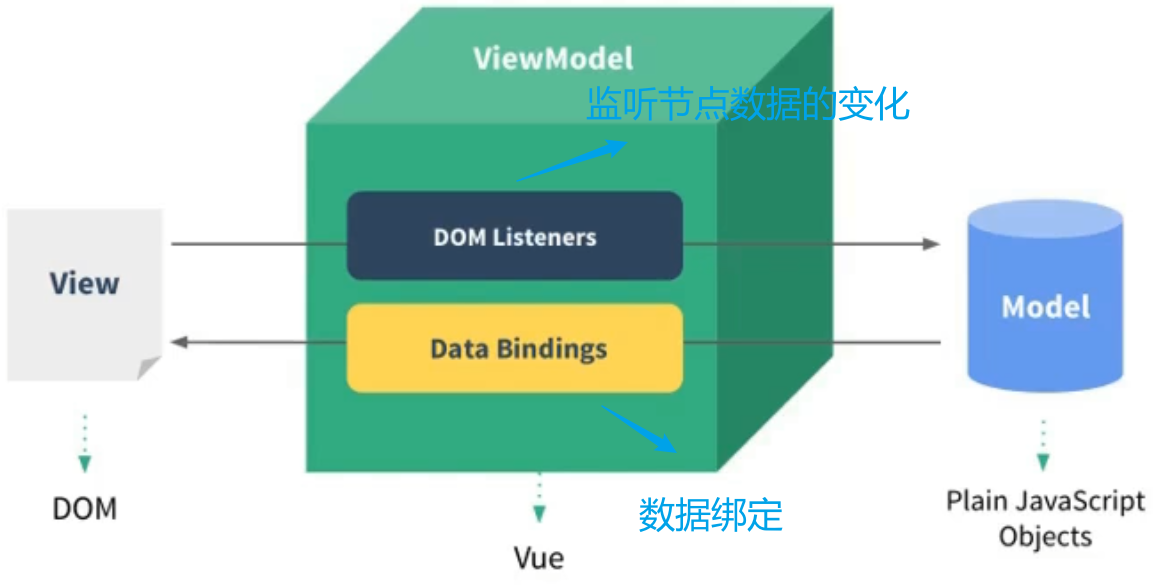 ViewModel
监听节点数据的变化
DOM Listeners
View
Model
Data Bindings
DOM
数据绑定
Vue
Plain JavaScript
Objects